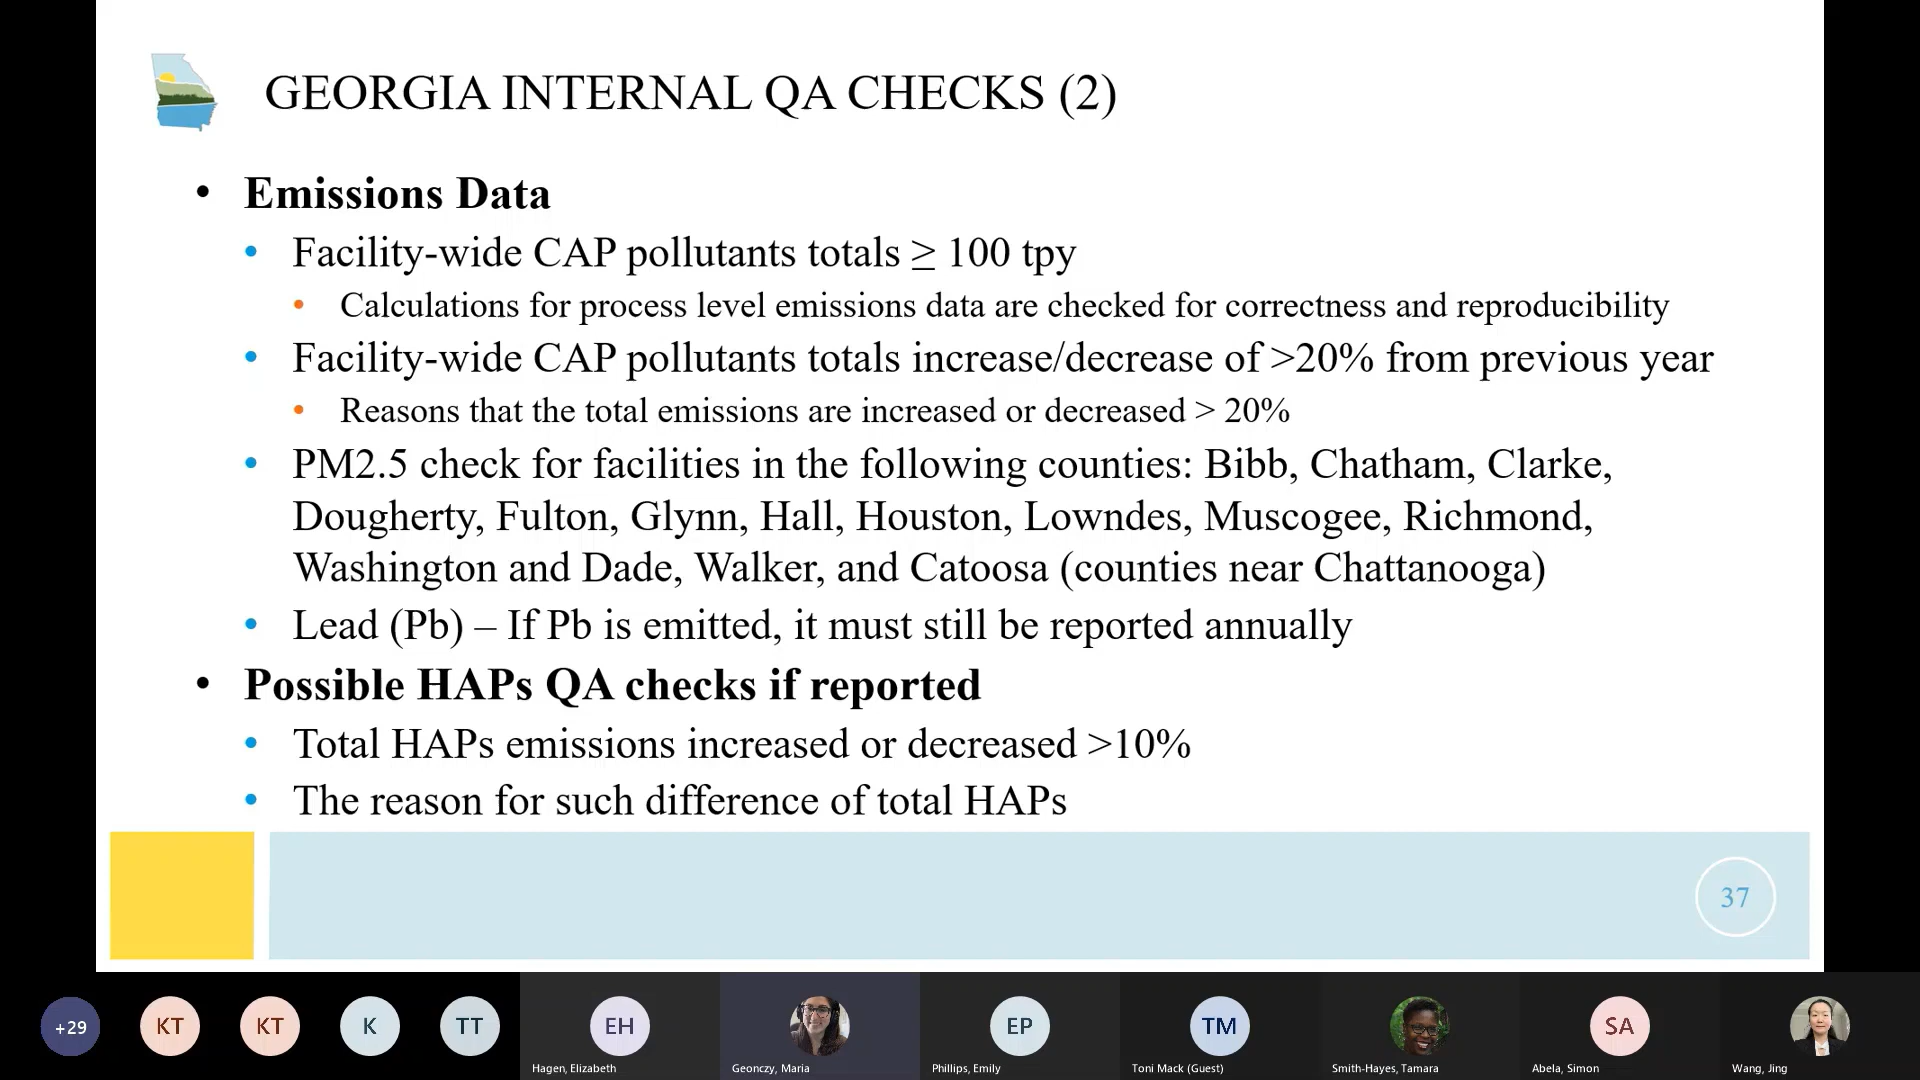 GEORGIA INTERNAL QA CHECKS (2)
• Emissions Data
• Facility-wide CAP pollutants totals ≥ 100 tpy
• Calculations for process level emissions data are checked for correctness and reproducibility
• Facility-wide CAP pollutants totals increase/decrease of >20% from previous year
• Reasons that the total emissions are increased or decreased > 20%
• PM2.5 check for facilities in the following counties: Bibb, Chatham, Clarke,
Dougherty, Fulton, Glynn, Hall, Houston, Lowndes, Muscogee, Richmond,
Washington and Dade, Walker, and Catoosa (counties near Chattanooga)
• Lead (Pb) – If Pb is emitted, it must still be reported annually
• Possible HAPs QA checks if reported
• Total HAPs emissions increased or decreased >10%
• The reason for such difference of total HAPs
37
+29 KT KT K TT EH EP TM SA
Hagen, Elizabeth Geonczy, Maria Phillips, Emily Toni Mack (Guest) Smith-Hayes, Tamara Abela, Simon Wang, Jing